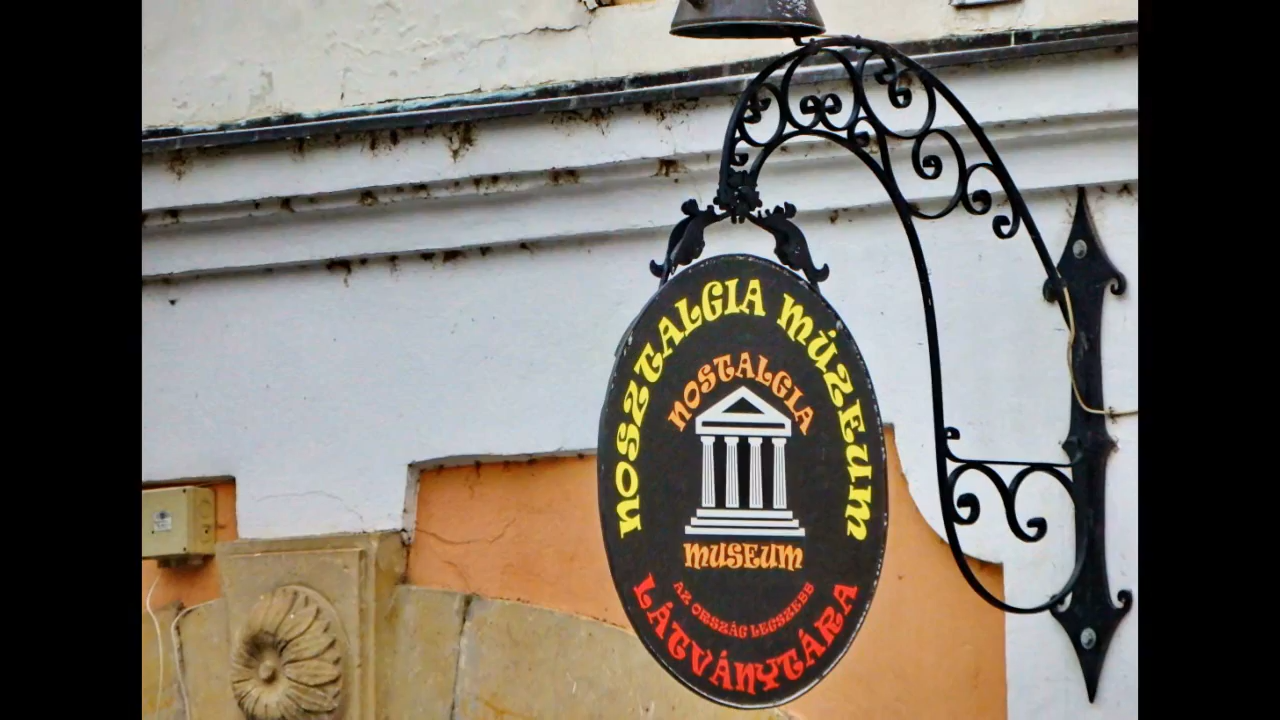 NOSZTALGIA MÚZEUM
NOSTALGIA
MUSEUM
AZ ORSZÁG LEGSZEBB
LÁTVÁNYTÁRA